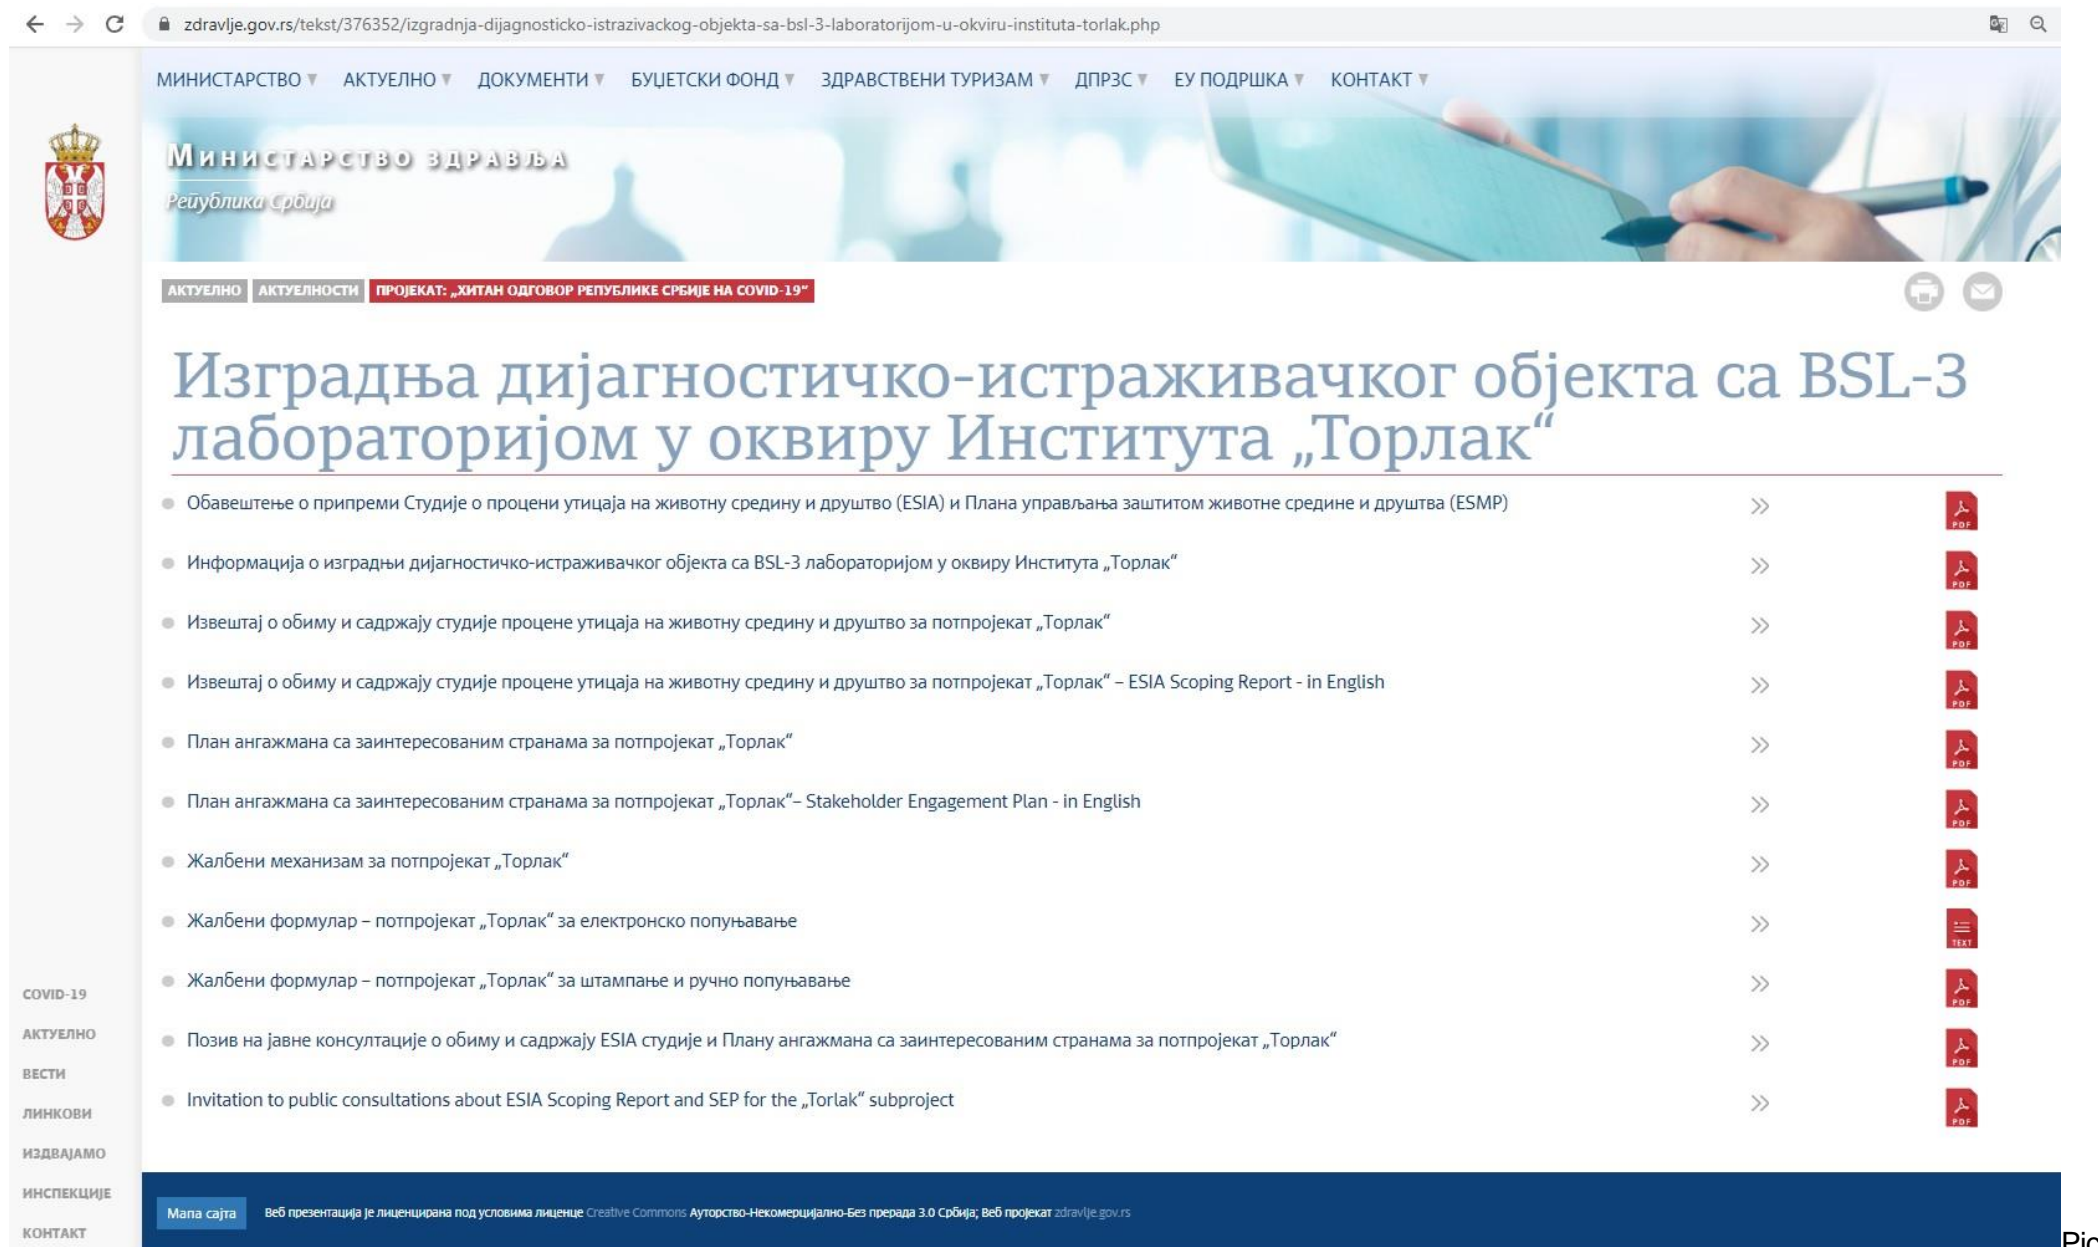 zdravlje.gov.rs/tekst/376352/izgradnja-dijagnosticko-istrazivackog-objekta-sa-bsl-3-laboratorijom-u-okviru-instituta-torlak.php
МИНИСТАРСТВО АКТУЕЛНО ДОКУМЕНТИ БУЏЕТСКИ ФОНД ЗДРАВСТВЕНИ ТУРИЗАМ ДПРЗС ЕУ ПОДРШКА КОНТАКТ
Министарство здравља
Република Србија
АКТУЕЛНО АКТУЕЛНОСТИ ПРОЈЕКАТ: „ХИТАН ОДГОВОР РЕПУБЛИКЕ СРБИЈЕ НА COVID-19“
Изградња дијагностичко-истраживачког објекта са BSL-3
лабораторијом у оквиру Института „Торлак“
Обавештење о припреми Студије о процени утицаја на животну средину и друштво (ESIA) и Плана управљања заштитом животне средине и друштва (ESMP)
PDF
Информација о изградњи дијагностичко-истраживачког објекта са BSL-3 лабораторијом у оквиру Института „Торлак“
PDF
Извештај о обиму и садржају студије процене утицаја на животну средину и друштво за потпројекат „Торлак“
PDF
Извештај о обиму и садржају студије процене утицаја на животну средину и друштво за потпројекат „Торлак“ – ESIA Scoping Report - in English
PDF
План ангажмана са заинтересованим странама за потпројекат „Торлак“
PDF
План ангажмана са заинтересованим странама за потпројекат „Торлак“– Stakeholder Engagement Plan - in English
PDF
Жалбени механизам за потпројекат „Торлак“
PDF
Жалбени формулар – потпројекат „Торлак“ за електронско попуњавање
TEXT
Жалбени формулар – потпројекат „Торлак“ за штампање и ручно попуњавање
PDF
Позив на јавне консултације о обиму и садржају ESIA студије и Плану ангажмана са заинтересованим странама за потпројекат „Торлак“
PDF
Invitation to public consultations about ESIA Scoping Report and SEP for the „Torlak“ subproject
PDF
COVID-19
АКТУЕЛНО
ВЕСТИ
ЛИНКОВИ
ИЗДВАЈАМО
ИНСПЕКЦИЈЕ
КОНТАКТ
Мапа сајта Веб презентација је лиценцирана под условима лиценце Creative Commons Ауторство-Некомерцијално-Без прерада 3.0 Србија; Веб пројекат zdravlje.gov.rs